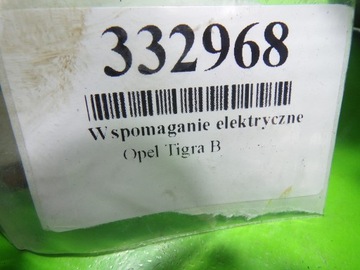 332968
Wspomaganie elektryczne
Opel Tigra B